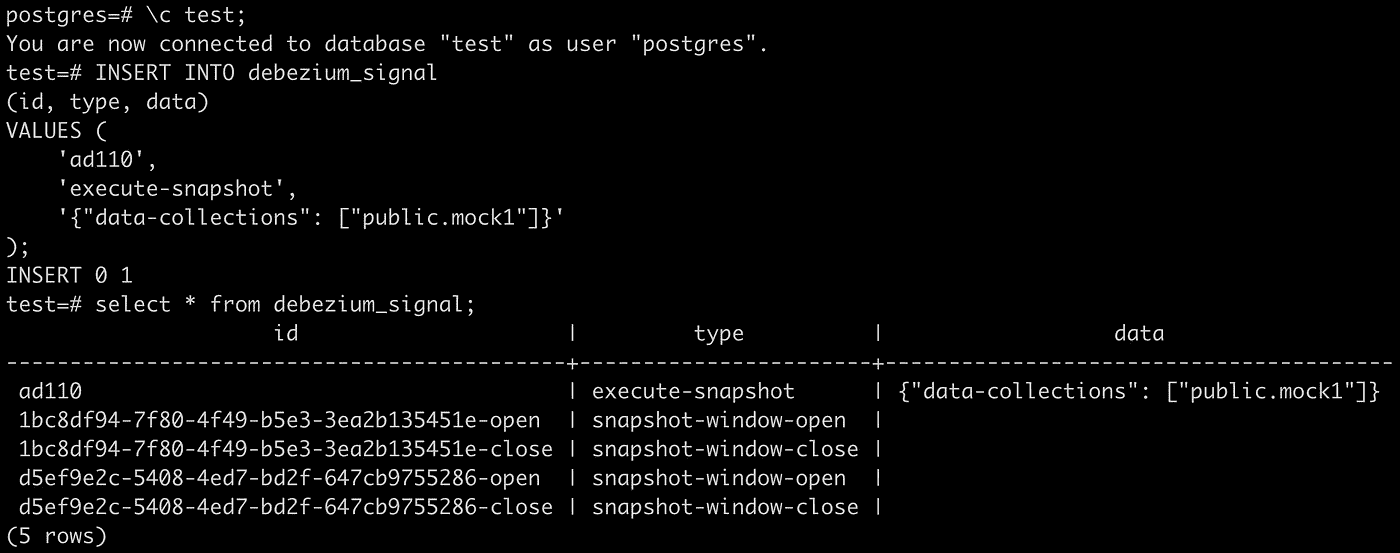 postgres=# \c test;
You are now connected to database "test" as user "postgres".
test=# INSERT INTO debezium_signal
(id, type, data)
VALUES (
    'ad110',
    'execute-snapshot',
    '{"data-collections": ["public.mock1"]}'
);
INSERT 0 1
test=# select * from debezium_signal;
                     id                     |         type          |                  data
--------------------------------------------+-----------------------+----------------------------------------
 ad110                                      | execute-snapshot      | {"data-collections": ["public.mock1"]}
 1bc8df94-7f80-4f49-b5e3-3ea2b135451e-open  | snapshot-window-open  |
 1bc8df94-7f80-4f49-b5e3-3ea2b135451e-close | snapshot-window-close |
 d5ef9e2c-5408-4ed7-bd2f-647cb9755286-open  | snapshot-window-open  |
 d5ef9e2c-5408-4ed7-bd2f-647cb9755286-close | snapshot-window-close |
(5 rows)